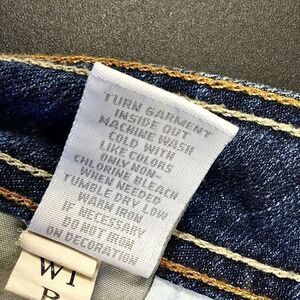 TURN GARMENT
INSIDE OUT
MACHINE WASH
COLD WITH
LIKE COLORS
ONLY NON-
CHLORINE BLEACH
WHEN NEEDED
TUMBLE DRY LOW
WARM IRON
IF NECESSARY
DO NOT IRON
ON DECORATION